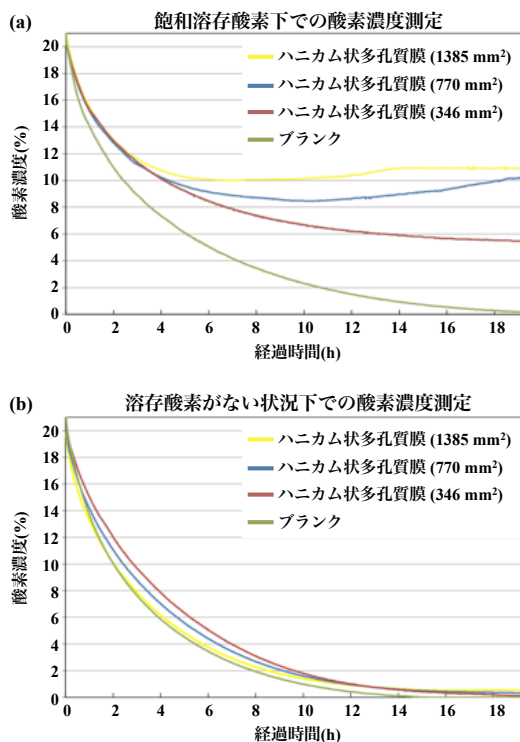 (a) 飽和溶存酸素下での酸素濃度測定
酸素濃度(%)
20
18
16
14
12
10
8
6
4
2
0
ハニカム状多孔質膜 (1385 mm²)
ハニカム状多孔質膜 (770 mm²)
ハニカム状多孔質膜 (346 mm²)
ブランク
0 2 4 6 8 10 12 14 16 18
経過時間(h)
(b) 溶存酸素がない状況下での酸素濃度測定
酸素濃度(%)
20
18
16
14
12
10
8
6
4
2
0
ハニカム状多孔質膜 (1385 mm²)
ハニカム状多孔質膜 (770 mm²)
ハニカム状多孔質膜 (346 mm²)
ブランク
0 2 4 6 8 10 12 14 16 18
経過時間(h)